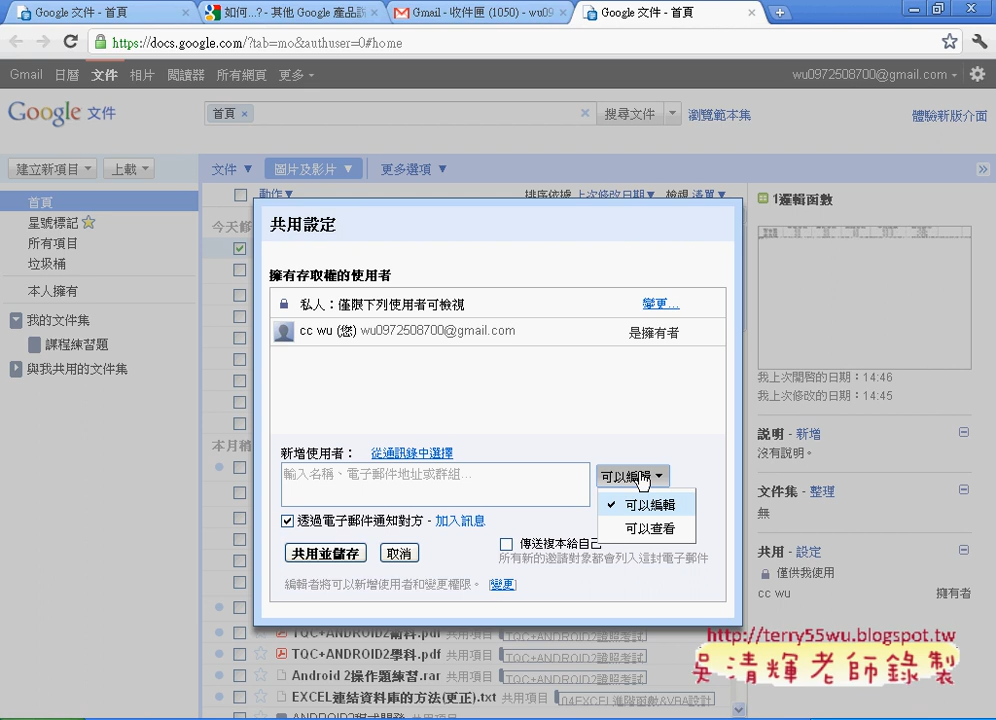 Google 文件 - 首頁
如何...? - 其他 Google 產品說
Gmail - 收件匣 (1050) - wu09
Google 文件 - 首頁
https://docs.google.com/?tab=mo&authuser=0#home
Gmail 日曆 文件 相片 閱讀器 所有網頁 更多
wu0972508700@gmail.com
Google 文件
首頁 ×
搜尋文件
瀏覽範本集
體驗新版介面
建立新項目
上載
文件
圖片及影片
更多選項
首頁
星號標記
所有項目
垃圾桶
本人擁有
我的文件集
課程練習題
與我共用的文件集
動作
排序依據 上次修改日期 檢視 清單
本月稍
共用設定
擁有存取權的使用者
私人：僅限下列使用者可檢視
變更...
cc wu (您) wu0972508700@gmail.com
是擁有者
新增使用者：
從通訊錄中選擇
輸入名稱、電子郵件地址或群組...
可以編輯
可以編輯
可以查看
透過電子郵件通知對方 - 加入訊息
共用並儲存
取消
傳送複本給自己
所有新的邀請對象都會列入這封電子郵件
編輯者將可以新增使用者和變更權限。 [變更]
TQC+ANDROID2術科.pdf 共用項目 TQC+ANDROID2證照考試
TQC+ANDROID2學科.pdf 共用項目 TQC+ANDROID2證照考試
Android 2操作題練習.rar 共用項目 TQC+ANDROID2證照考試
EXCEL連結資料庫的方法(更正).txt 共用項目 04EXCEL進階函數&VBA設計
1邏輯函數
我上次開啓的日期：14:46
我上次修改的日期：14:45
說明 - 新增
沒有說明。
文件集 - 整理
無
共用 - 設定
僅供我使用
cc wu
擁有者
http://terry55wu.blogspot.tw
吳清輝老師錄製